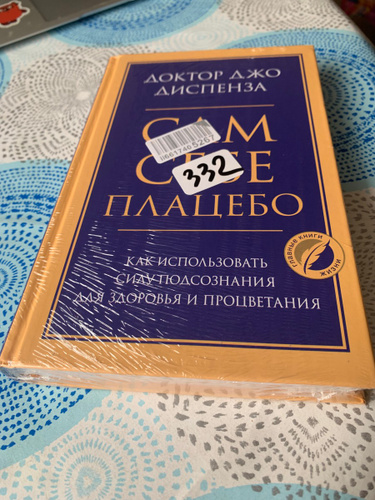 ДОКТОР ДЖО
ДИСПЕНЗА
САМ
СЕБЕ
332
ПЛАЦЕБО
ГЛАВНЫЕ КНИГИ ЖИЗНИ
КАК ИСПОЛЬЗОВАТЬ
СИЛУ ПОДСОЗНАНИЯ
ДЛЯ ЗДОРОВЬЯ И ПРОЦВЕТАНИЯ